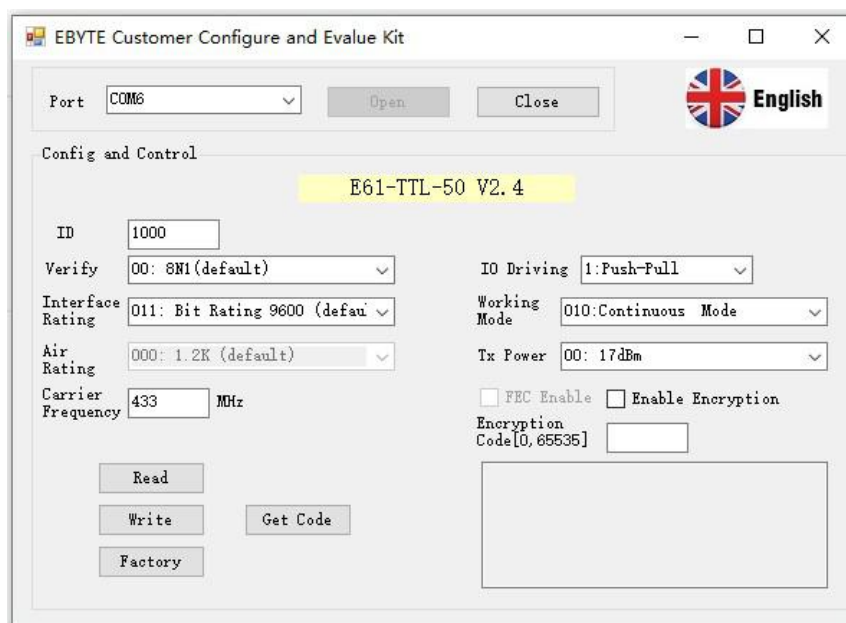 EBYTE Customer Configure and Evalue Kit
Port COM6 Open Close English
Config and Control
E61-TTL-50 V2.4
ID 1000
Verify 00: 8N1(default) IO Driving 1:Push-Pull
Interface Rating 011: Bit Rating 9600 (defau Working Mode 010:Continuous Mode
Air Rating 000: 1.2K (default) Tx Power 00: 17dBm
Carrier Frequency 433 MHz FEC Enable Enable Encryption
Encryption Code[0,65535]
Read
Write Get Code
Factory